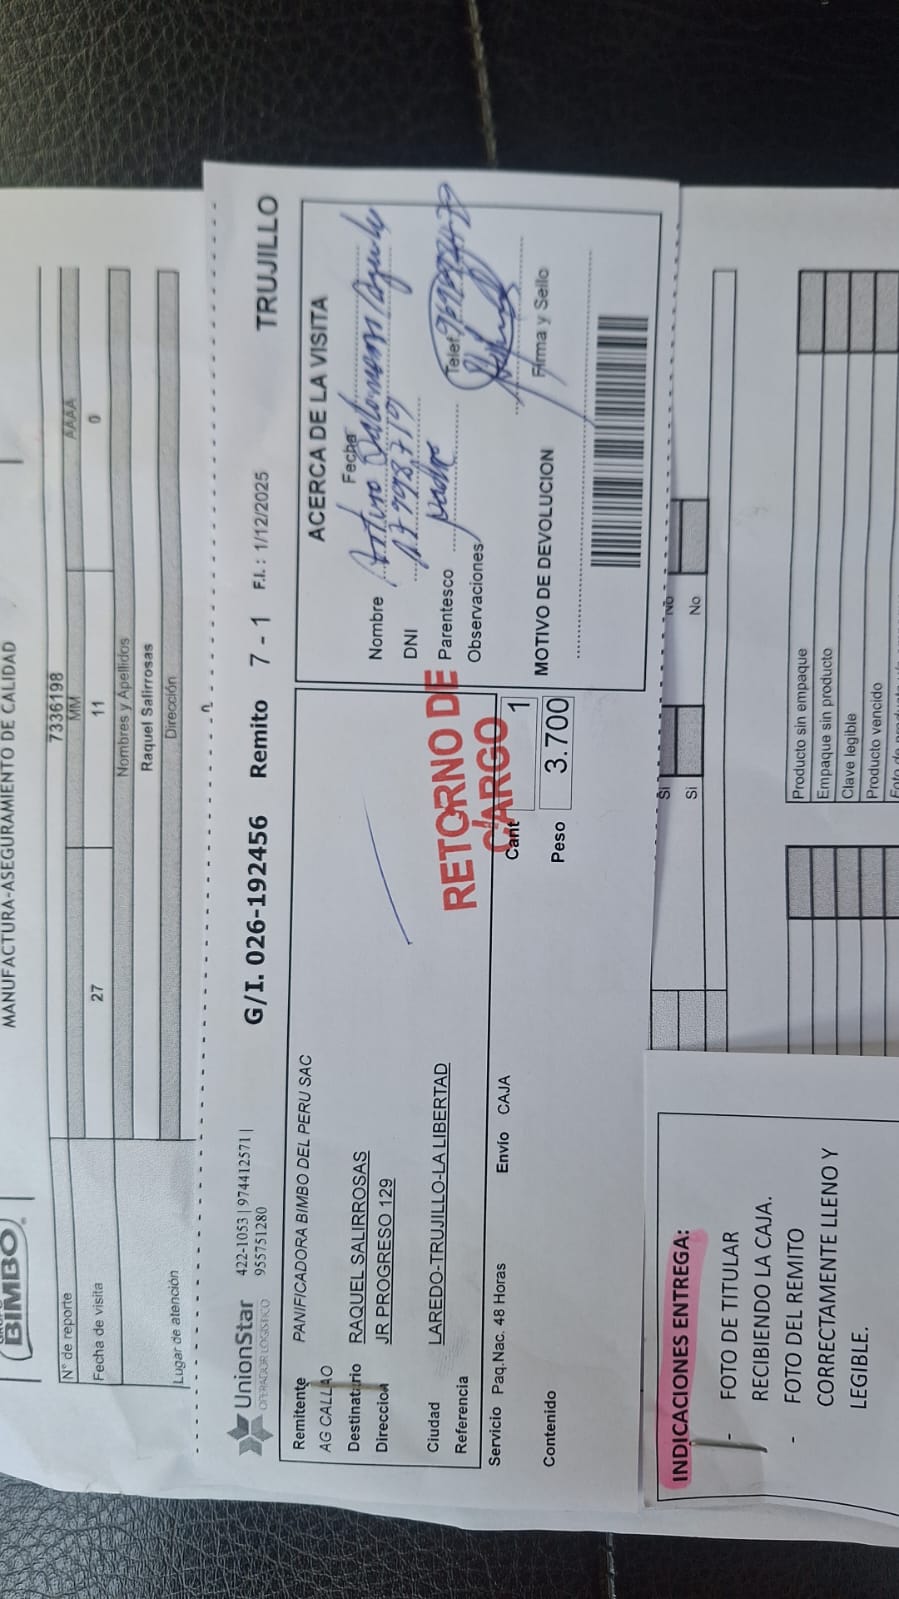 BIMBO
MANUFACTURA-ASEGURAMIENTO DE CALIDAD
N° de reporte 7336198
Fecha de visita MM AAAA
27 11 0
Nombres y Apellidos
Raquel Salirrosas
Lugar de atención Dirección
UnionStar
OPERADOR LOGISTICO
422-1053 | 974412571 |
955751280
G/I. 026-192456 Remito 7 - 1 F.I. : 1/12/2025 TRUJILLO
Remitente PANIFICADORA BIMBO DEL PERU SAC
AG CALLAO
Destinatario RAQUEL SALIRROSAS
Direccion JR PROGRESO 129
Ciudad LAREDO-TRUJILLO-LA LIBERTAD
Referencia
Servicio Paq.Nac. 48 Horas Envío CAJA Cant 1
Contenido Peso 3.700
RETORNO DE
CARGO
ACERCA DE LA VISITA
Fecha
Nombre Arturo
DNI
Parentesco padre Telef.
Observaciones
Firma y Sello
MOTIVO DE DEVOLUCION
Si No
Si No
INDICACIONES ENTREGA:
- FOTO DE TITULAR
RECIBIENDO LA CAJA.
- FOTO DEL REMITO
CORRECTAMENTE LLENO Y
LEGIBLE.
Producto sin empaque
Empaque sin producto
Clave legible
Producto vencido